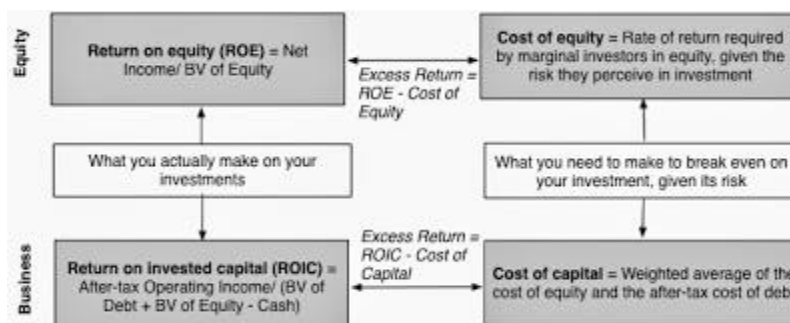 Equity
Return on equity (ROE) = Net
Income/ BV of Equity
Excess Return =
ROE - Cost of
Equity
Cost of equity = Rate of return required
by marginal investors in equity, given the
risk they perceive in investment
What you actually make on your
investments
What you need to make to break even on
your investment, given its risk
Business
Return on invested capital (ROIC) =
After-tax Operating Income/ (BV of
Debt + BV of Equity - Cash)
Excess Return =
ROIC - Cost of
Capital
Cost of capital = Weighted average of the
cost of equity and the after-tax cost of debt